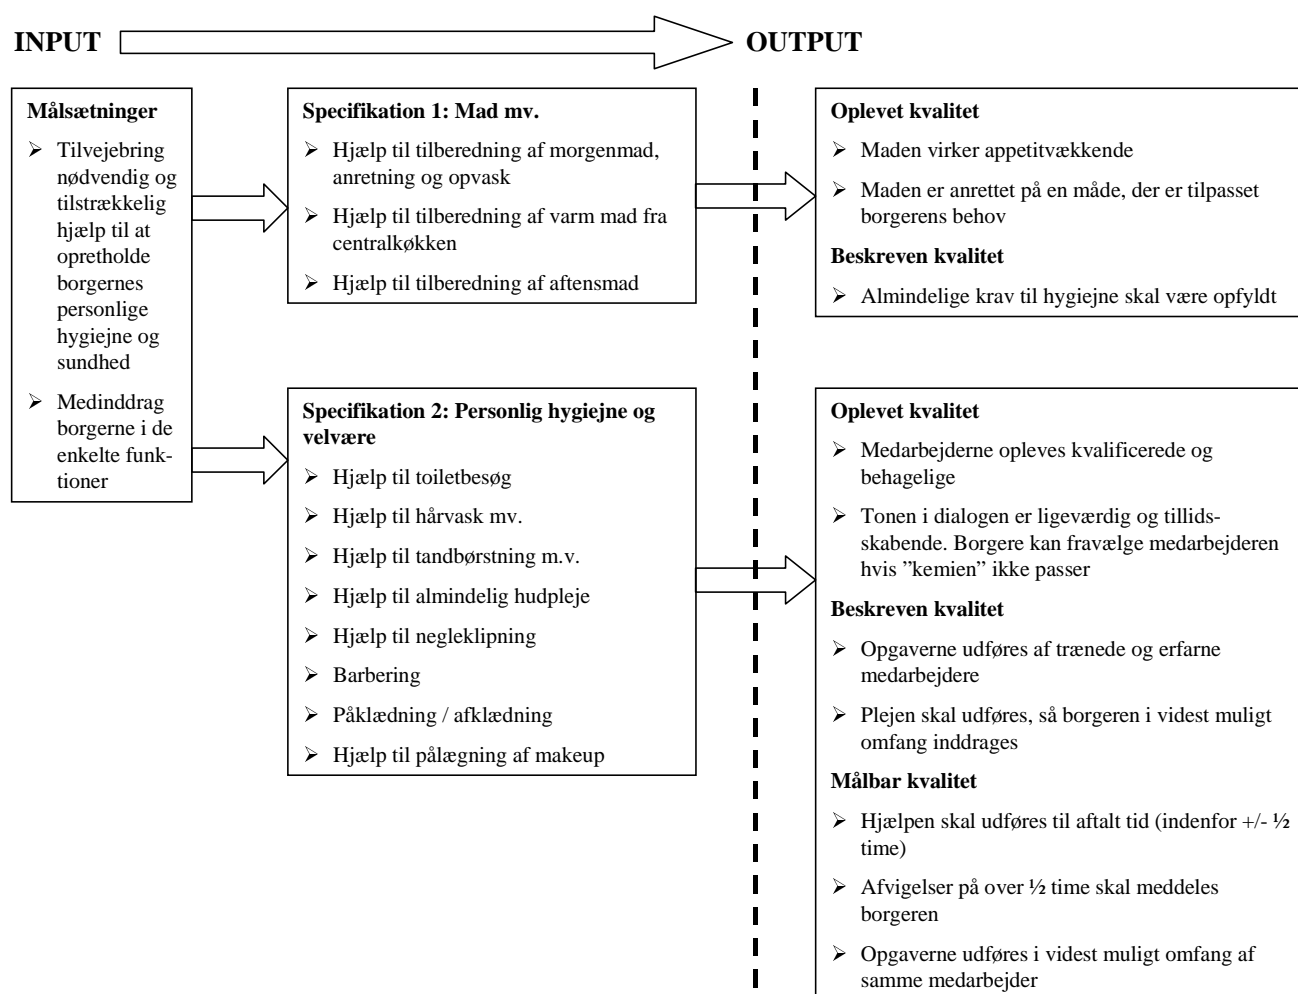 INPUT
OUTPUT
Målsætninger
➢ Tilvejebring
nødvendig og
tilstrækkelig
hjælp til at
opretholde
borgernes
personlige
hygiejne og
sundhed
➢ Medinddrag
borgerne i de
enkelte funk-
tioner
Specifikation 1: Mad mv.
➢ Hjælp til tilberedning af morgenmad,
anretning og opvask
➢ Hjælp til tilberedning af varm mad fra
centralkøkken
➢ Hjælp til tilberedning af aftensmad
Oplevet kvalitet
➢ Maden virker appetitvækkende
➢ Maden er anrettet på en måde, der er tilpasset
borgerens behov
Beskreven kvalitet
➢ Almindelige krav til hygiejne skal være opfyldt
Specifikation 2: Personlig hygiejne og
velvære
➢ Hjælp til toiletbesøg
➢ Hjælp til hårvask mv.
➢ Hjælp til tandbørstning m.v.
➢ Hjælp til almindelig hudpleje
➢ Hjælp til negleklipning
➢ Barbering
➢ Påklædning / afklædning
➢ Hjælp til pålægning af makeup
Oplevet kvalitet
➢ Medarbejderne opleves kvalificerede og
behagelige
➢ Tonen i dialogen er ligeværdig og tillids-
skabende. Borgere kan fravælge medarbejderen
hvis ”kemien” ikke passer
Beskreven kvalitet
➢ Opgaverne udføres af trænede og erfarne
medarbejdere
➢ Plejen skal udføres, så borgeren i videst muligt
omfang inddrages
Målbar kvalitet
➢ Hjælpen skal udføres til aftalt tid (indenfor +/- ½
time)
➢ Afvigelser på over ½ time skal meddeles
borgeren
➢ Opgaverne udføres i videst muligt omfang af
samme medarbejder